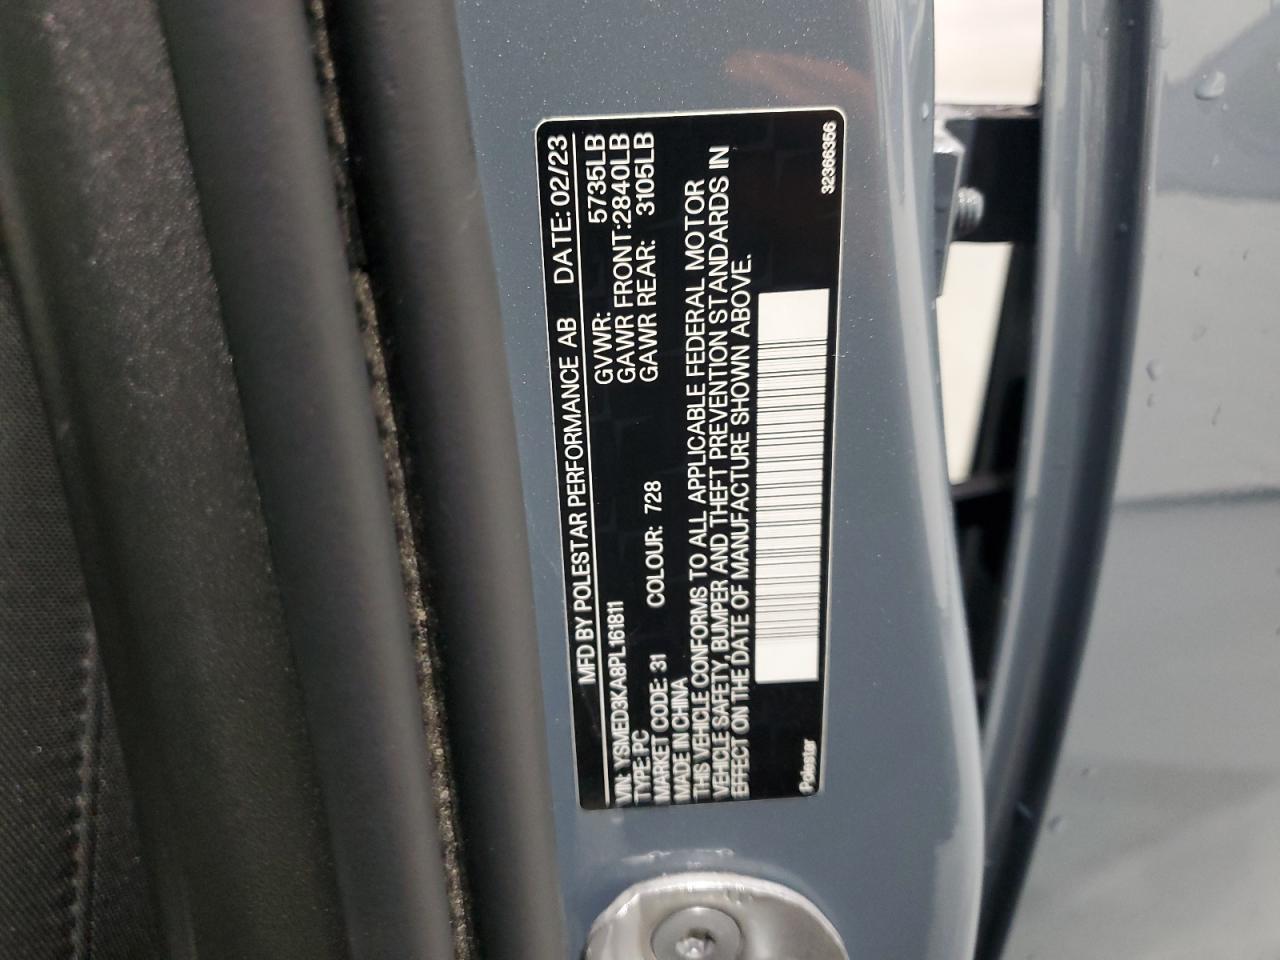 MFD BY POLESTAR PERFORMANCE AB DATE: 02/23
GVWR: 5735LB
GAWR FRONT:2840LB
GAWR REAR: 3105LB
VIN: YSMED3KA8PL161811
TYPE: PC
MARKET CODE: 31 COLOUR: 728
MADE IN CHINA
THIS VEHICLE CONFORMS TO ALL APPLICABLE FEDERAL MOTOR
VEHICLE SAFETY, BUMPER AND THEFT PREVENTION STANDARDS IN
EFFECT ON THE DATE OF MANUFACTURE SHOWN ABOVE.
Polestar 32366356